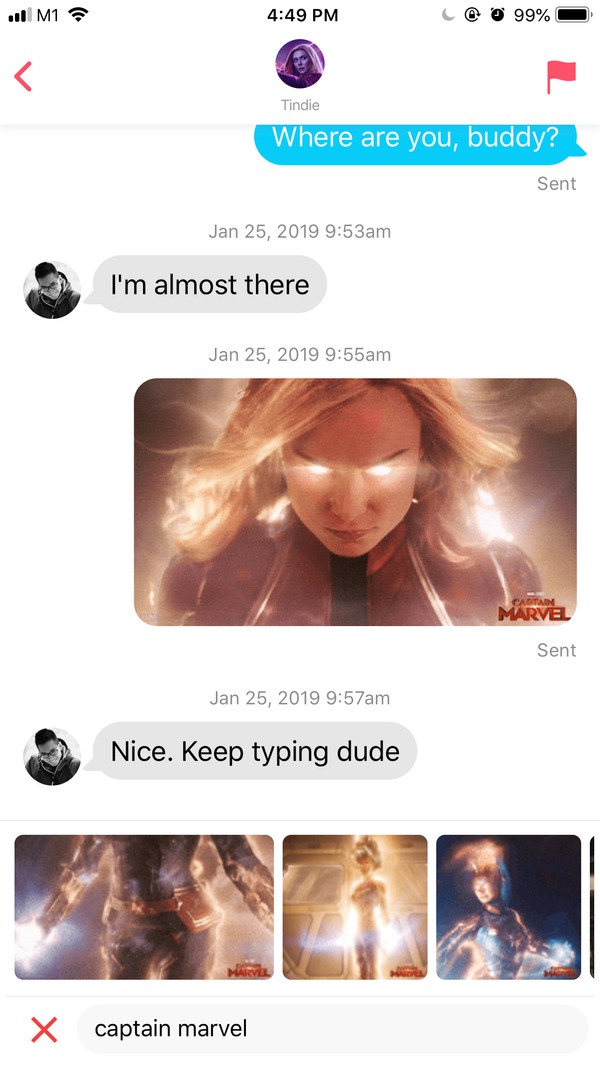 M1 4:49 PM 99%
Tindie
Where are you, buddy?
Sent
Jan 25, 2019 9:53am
I'm almost there
Jan 25, 2019 9:55am
CAPTAIN
MARVEL
Sent
Jan 25, 2019 9:57am
Nice. Keep typing dude
MARVEL
MARVEL
MARVEL
captain marvel